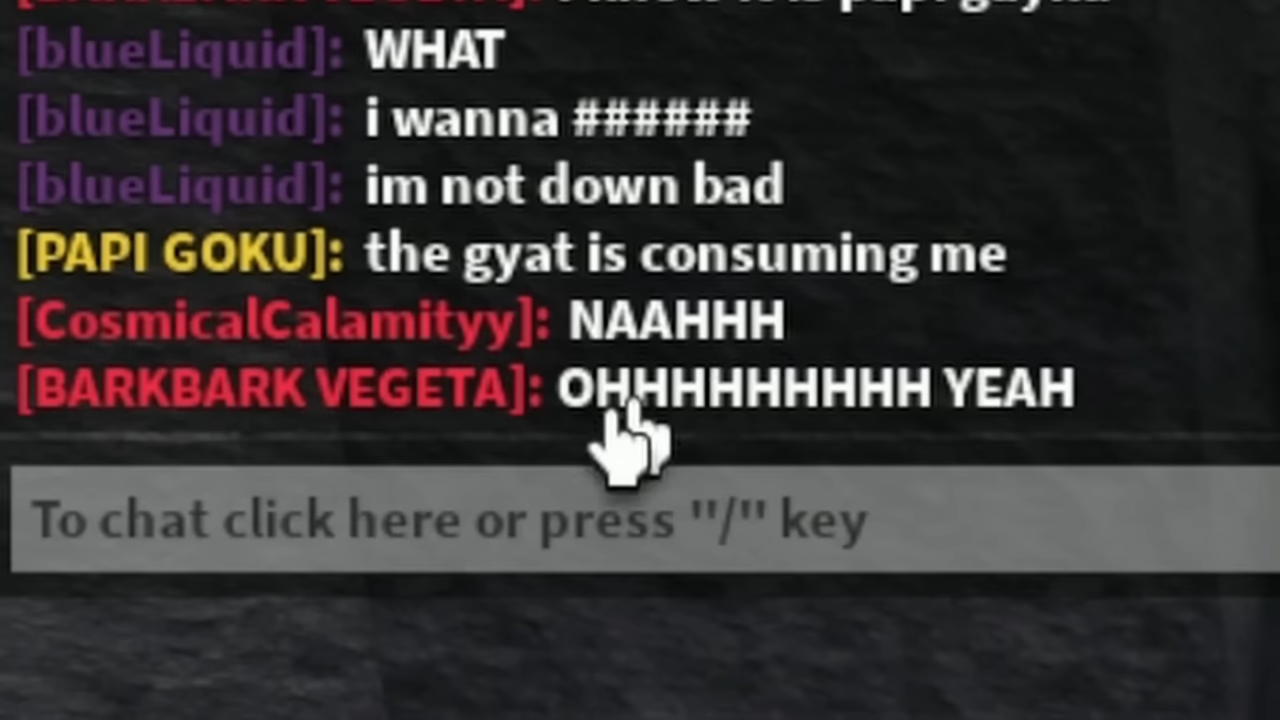 [blueLiquid]: WHAT
[blueLiquid]: i wanna ######
[blueLiquid]: im not down bad
[PAPI GOKU]: the gyat is consuming me
[CosmicalCalamityy]: NAAHHH
[BARKBARK VEGETA]: OHHHHHHHHH YEAH
To chat click here or press "/" key